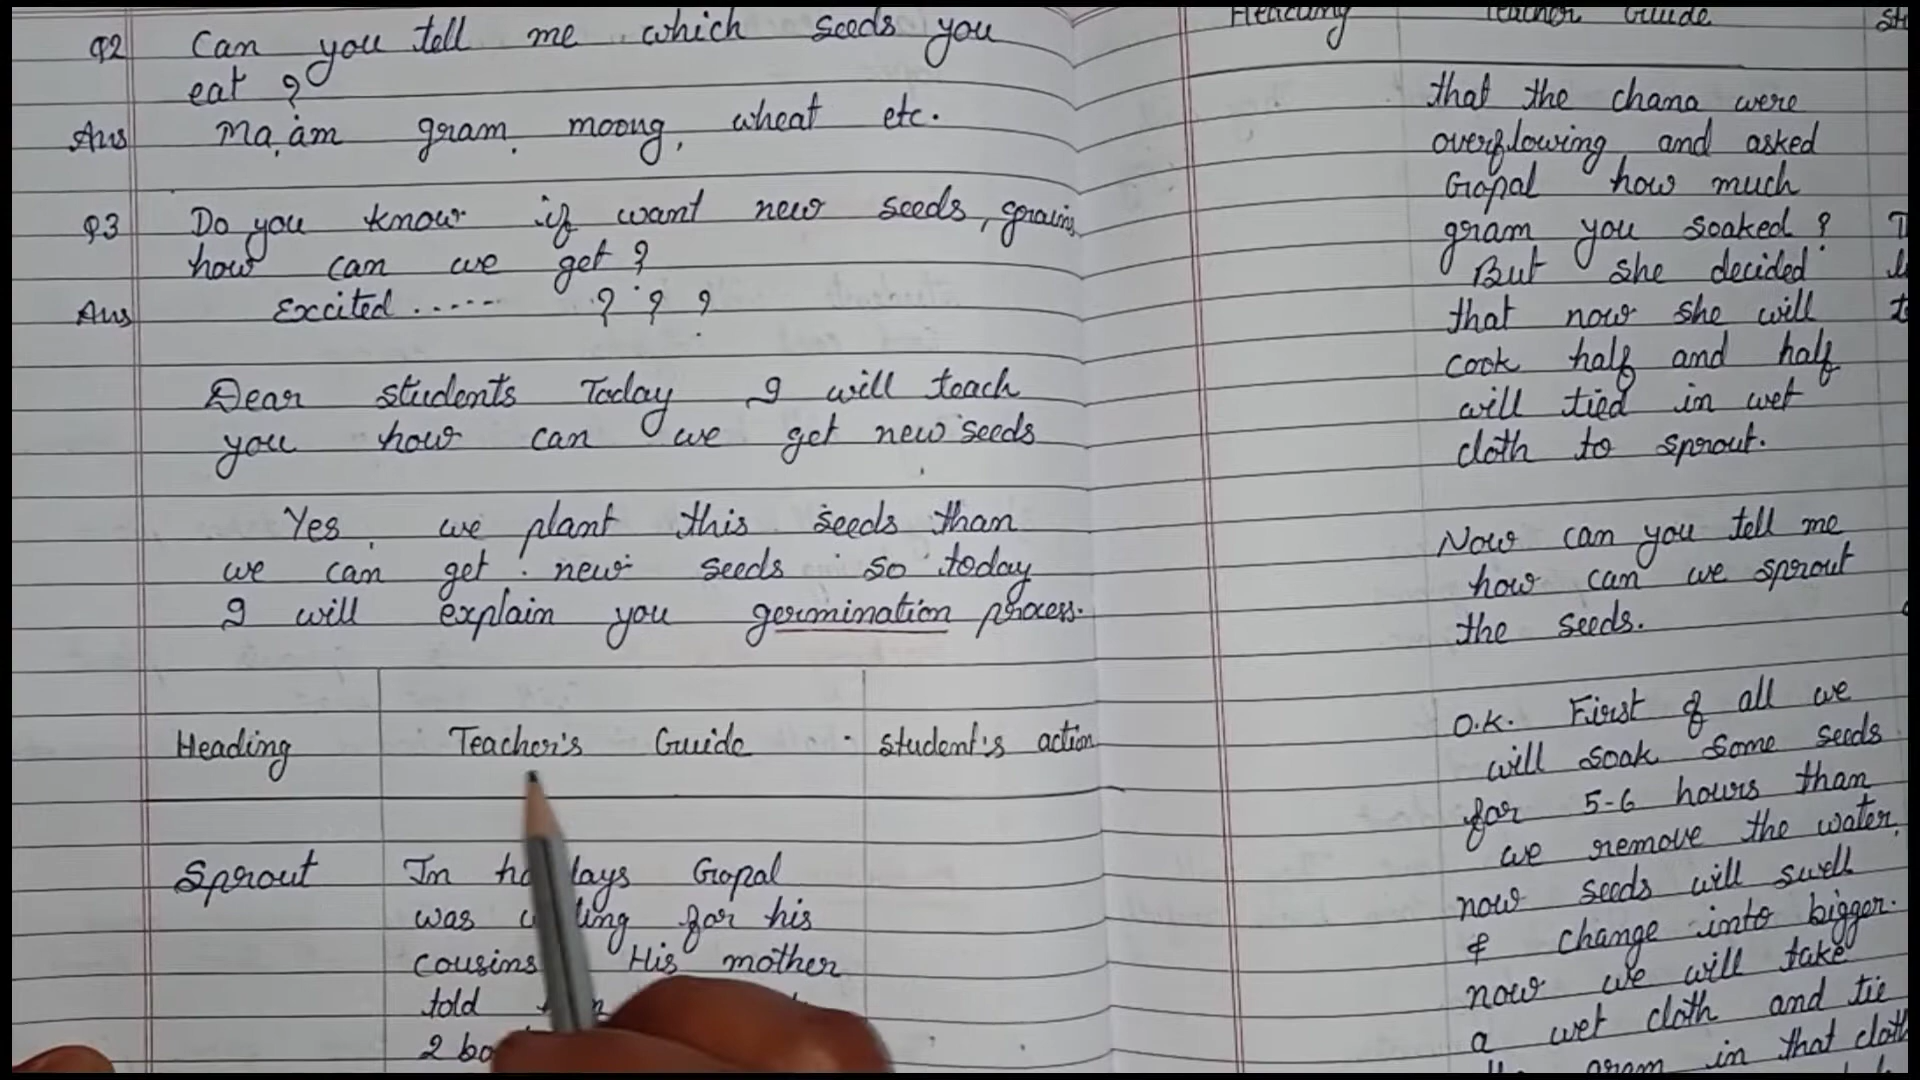 Q2 Can you tell me which seeds you
eat ?
Ans Ma'am gram, moong, wheat etc.
Q3 Do you know if want new seeds, grains
how can we get ?
Ans Excited ..... ? ? ?
Dear students Today I will teach
you how can we get new seeds
Yes, we plant this seeds than
we can get new seeds so today
I will explain you germination process.
Heading Teacher's Guide Student's action
Sprout In holidays Gopal
was waiting for his
cousins. His mother
told
2
Heading Teacher Guide
that the chana were
overflowing and asked
Gopal how much
gram you soaked ?
But she decided
that now she will
cook half and half
will tied in wet
cloth to sprout.
Now can you tell me
how can we sprout
the seeds.
O.K. First of all we
will soak some seeds
for 5-6 hours than
we remove the water,
now seeds will swell
& change into bigger.
now we will take
a wet cloth and tie
gram in that cloth